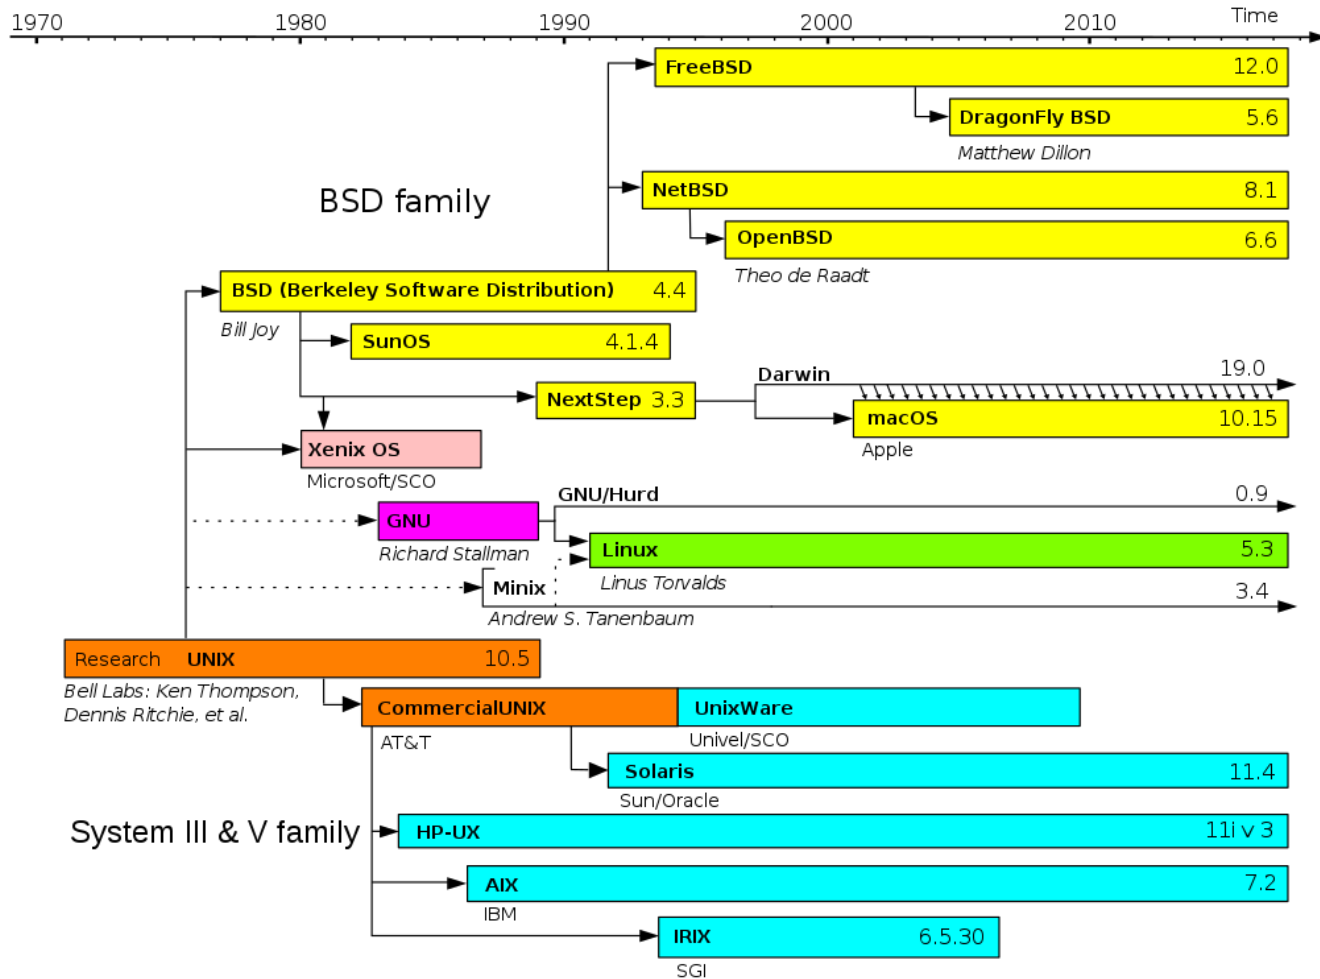 1970 1980 1990 2000 2010 Time
FreeBSD 12.0
DragonFly BSD 5.6
Matthew Dillon
BSD family
NetBSD 8.1
OpenBSD 6.6
Theo de Raadt
BSD (Berkeley Software Distribution) 4.4
Bill Joy
SunOS 4.1.4
Darwin 19.0
NextStep 3.3
macOS 10.15
Apple
Xenix OS
Microsoft/SCO
GNU/Hurd 0.9
GNU
Richard Stallman
Linux 5.3
Linus Torvalds
Minix 3.4
Andrew S. Tanenbaum
Research UNIX 10.5
Bell Labs: Ken Thompson,
Dennis Ritchie, et al.
CommercialUNIX UnixWare
AT&T Univel/SCO
Solaris 11.4
Sun/Oracle
System III & V family
HP-UX 11i v 3
AIX 7.2
IBM
IRIX 6.5.30
SGI